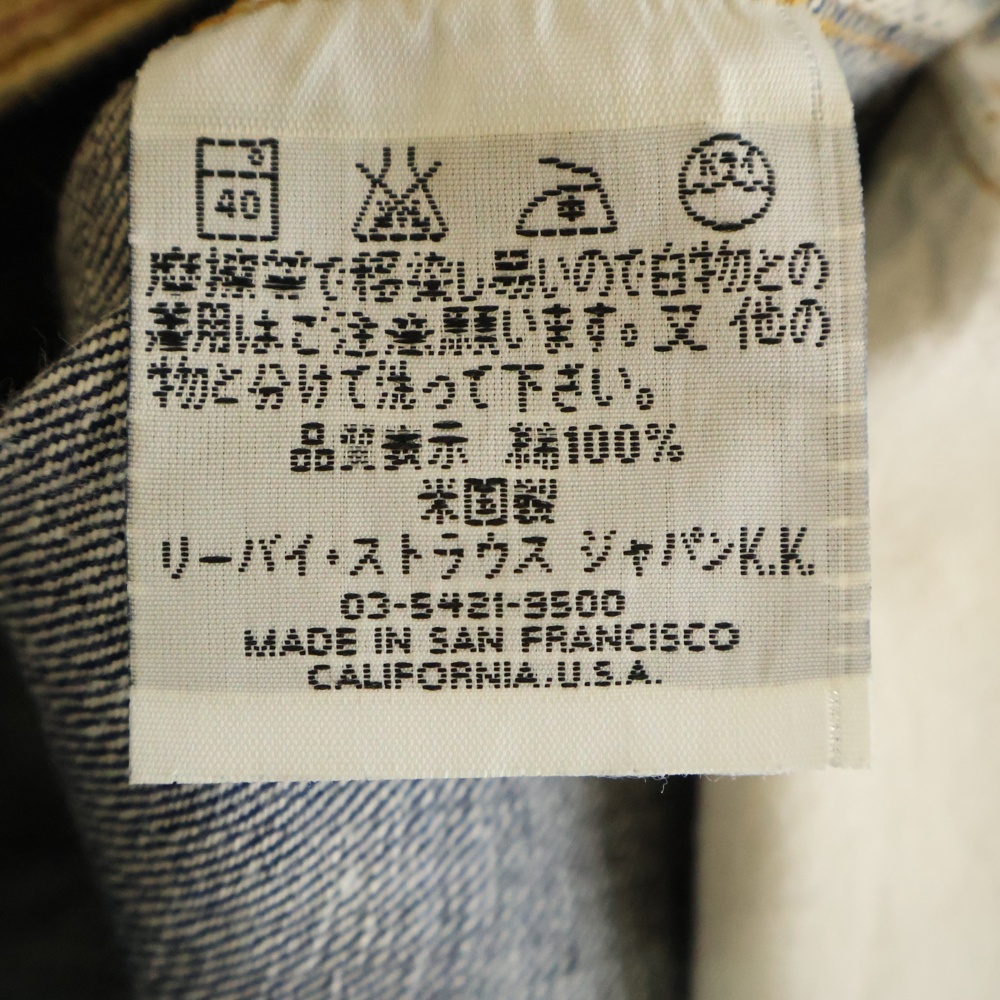 40
摩擦等で移染し易いので白物との
着用はご注意願います。又 他の
物と分けて洗って下さい。
品質表示 綿100%
米国製
リーバイ・ストラウス ジャパンK.K.
03-5421-9500
MADE IN SAN FRANCISCO
CALIFORNIA,U.S.A.